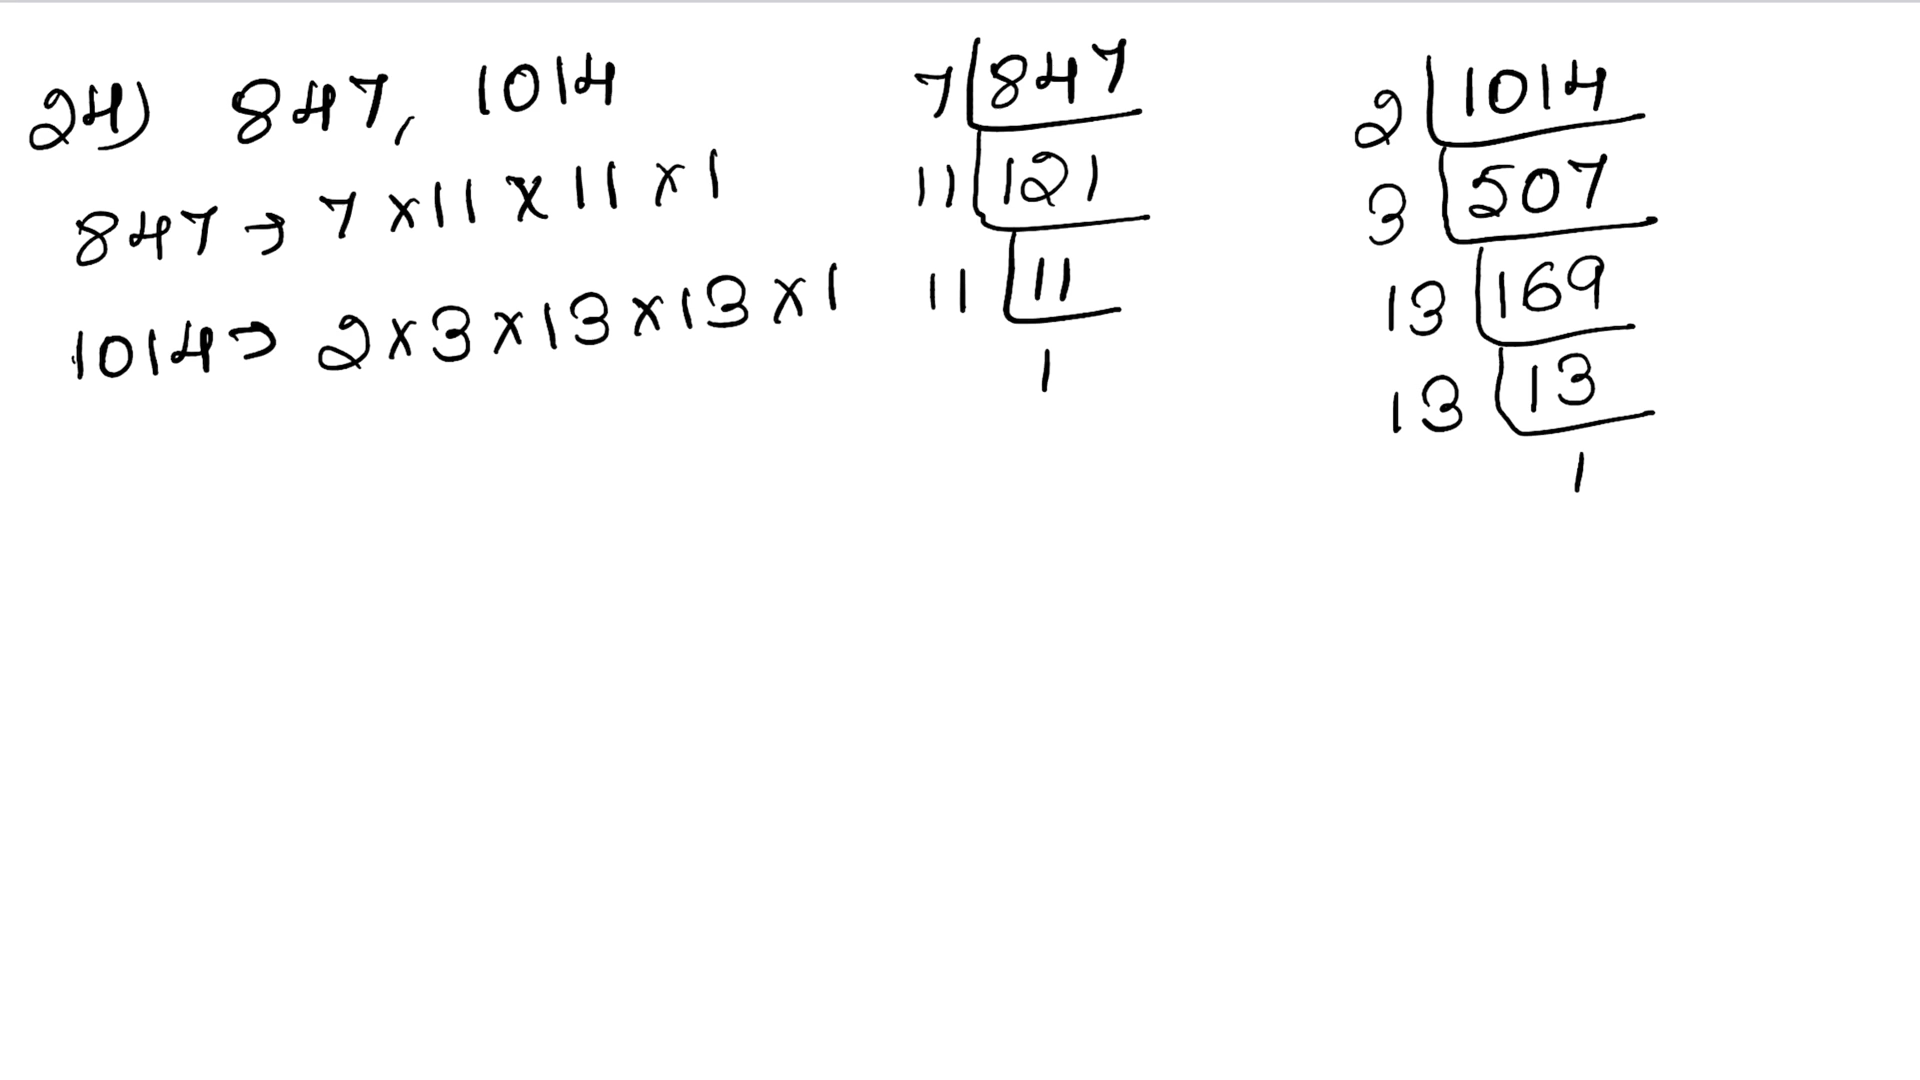 24) 847, 1014
847 → 7 × 11 × 11 × 1
1014 → 2 × 3 × 13 × 13 × 1
7 | 847
11 | 121
11 | 11
1
2 | 1014
3 | 507
13 | 169
13 | 13
1